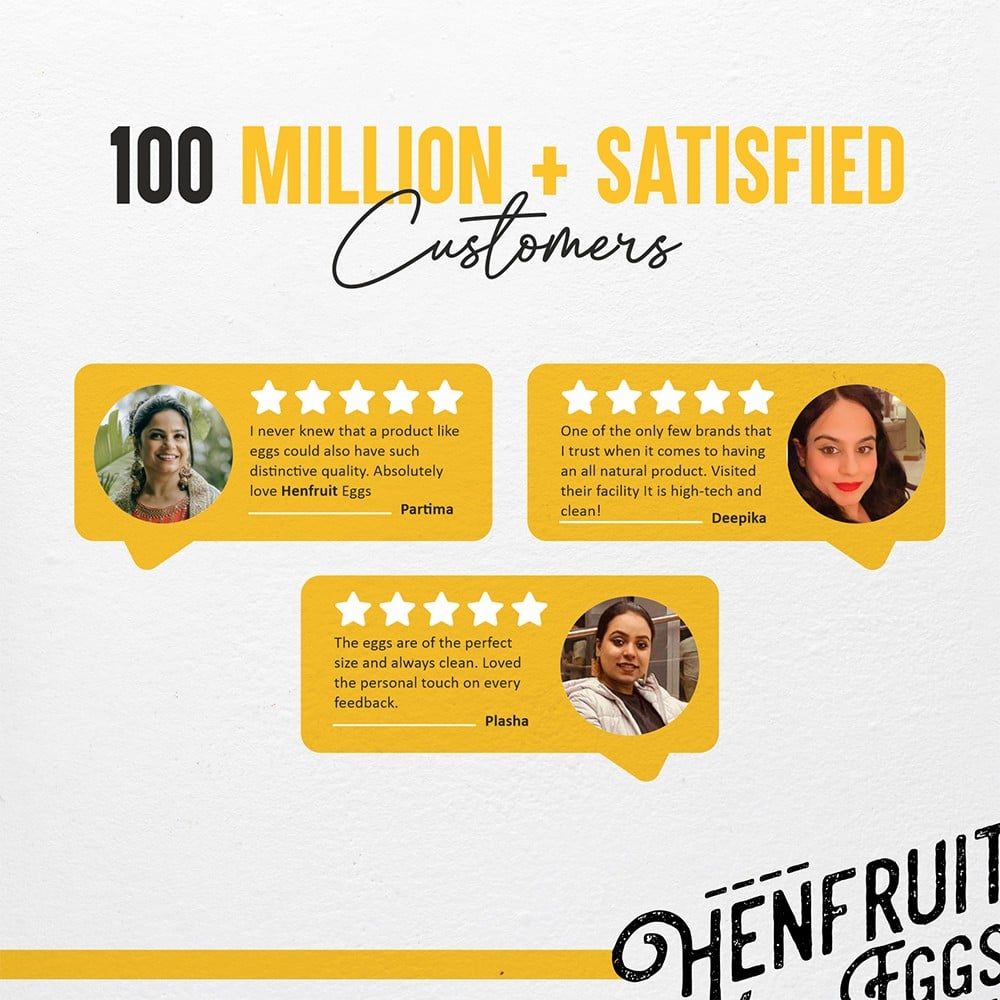 100 MILLION + SATISFIED
Customers
I never knew that a product like
eggs could also have such
distinctive quality. Absolutely
love Henfruit Eggs
Partima
One of the only few brands that
I trust when it comes to having
an all natural product. Visited
their facility It is high-tech and
clean!
Deepika
The eggs are of the perfect
size and always clean. Loved
the personal touch on every
feedback.
Plasha
HENFRUIT
EGGS